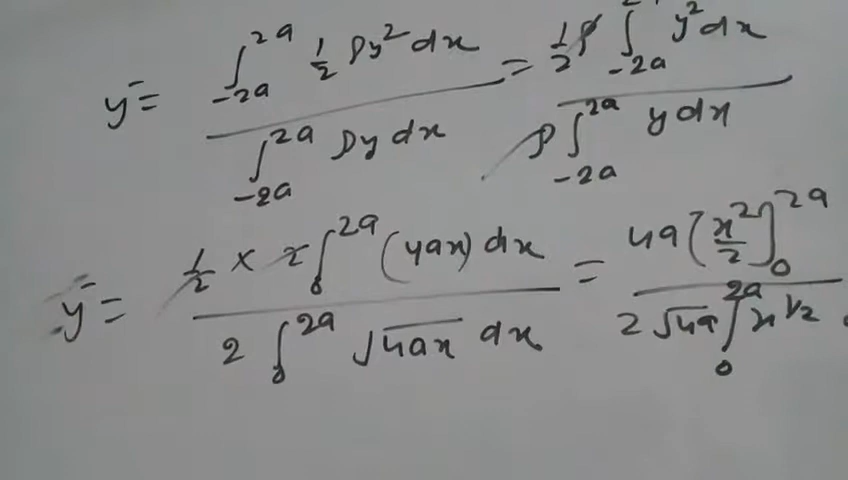 ȳ = ∫_{-2a}^{2a} ½ ρy² dx / ∫_{-2a}^{2a} ρy dx = ½ρ ∫_{-2a} y² dx / ρ ∫_{-2a}^{2a} y dx
ȳ = ½ × 2 ∫_0^{2a} (4ax) dx / 2 ∫_0^{2a} √4ax dx = 4a [x²/2]_0^{2a} / 2 √4a ∫_0^{2a} x^{1/2}